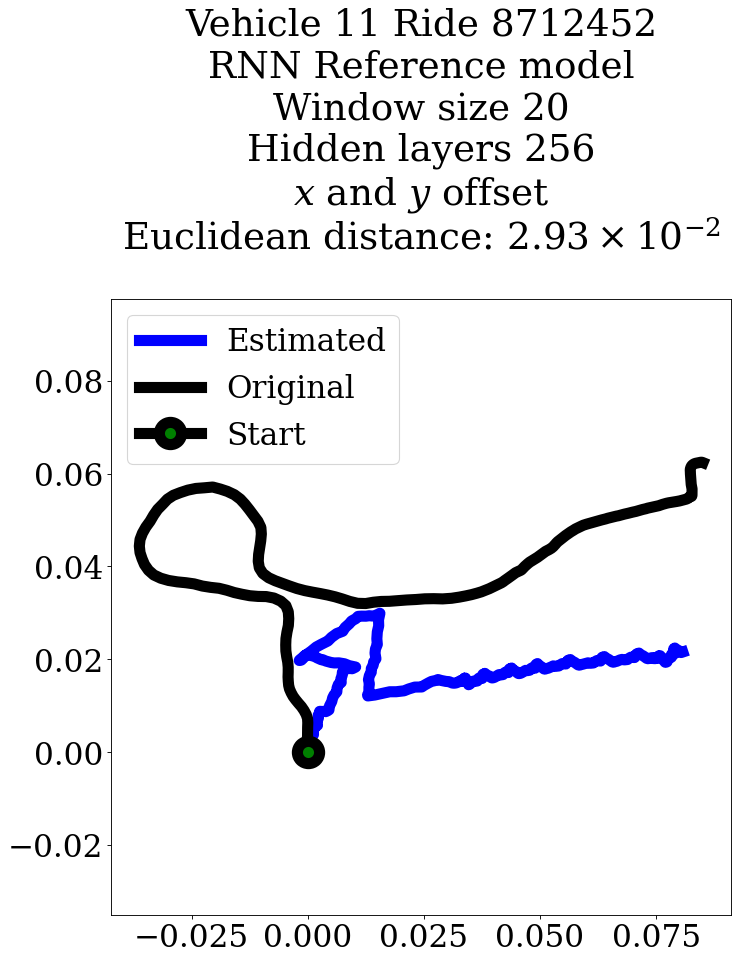 Vehicle 11 Ride 8712452
RNN Reference model
Window size 20
Hidden layers 256
x and y offset
Euclidean distance: 2.93 × 10⁻²
Estimated
Original
Start
0.08
0.06
0.04
0.02
0.00
−0.02
−0.025 0.000 0.025 0.050 0.075